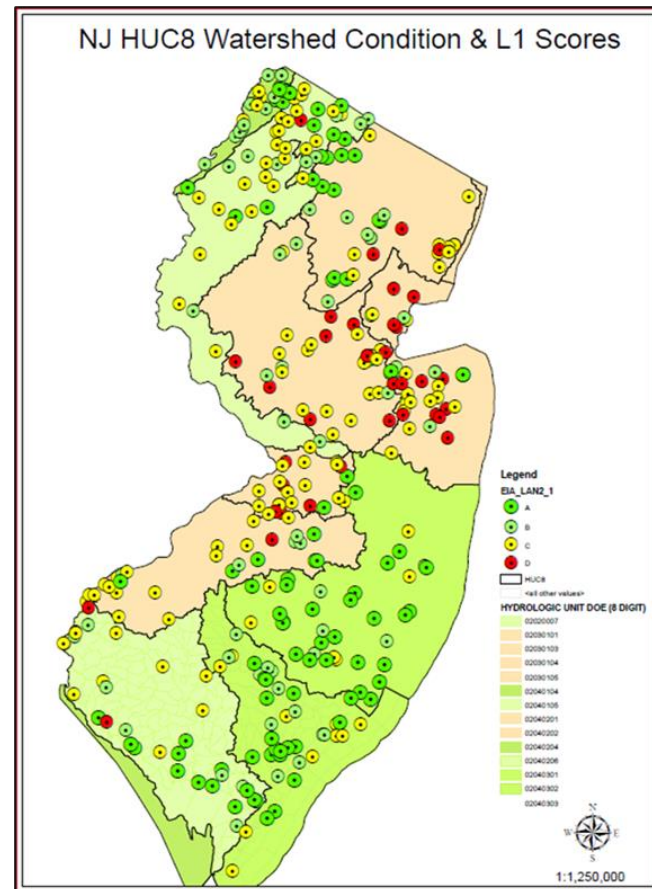 NJ HUC8 Watershed Condition & L1 Scores
Legend
EIA_LAN2_1
A
B
C
D
HUC8
<all other values>
HYDROLOGIC UNIT DOE (8 DIGIT)
02020007
02030101
02030103
02030104
02030105
02040104
02040105
02040201
02040202
02040204
02040206
02040301
02040302
02040303
N
W
E
S
1:1,250,000